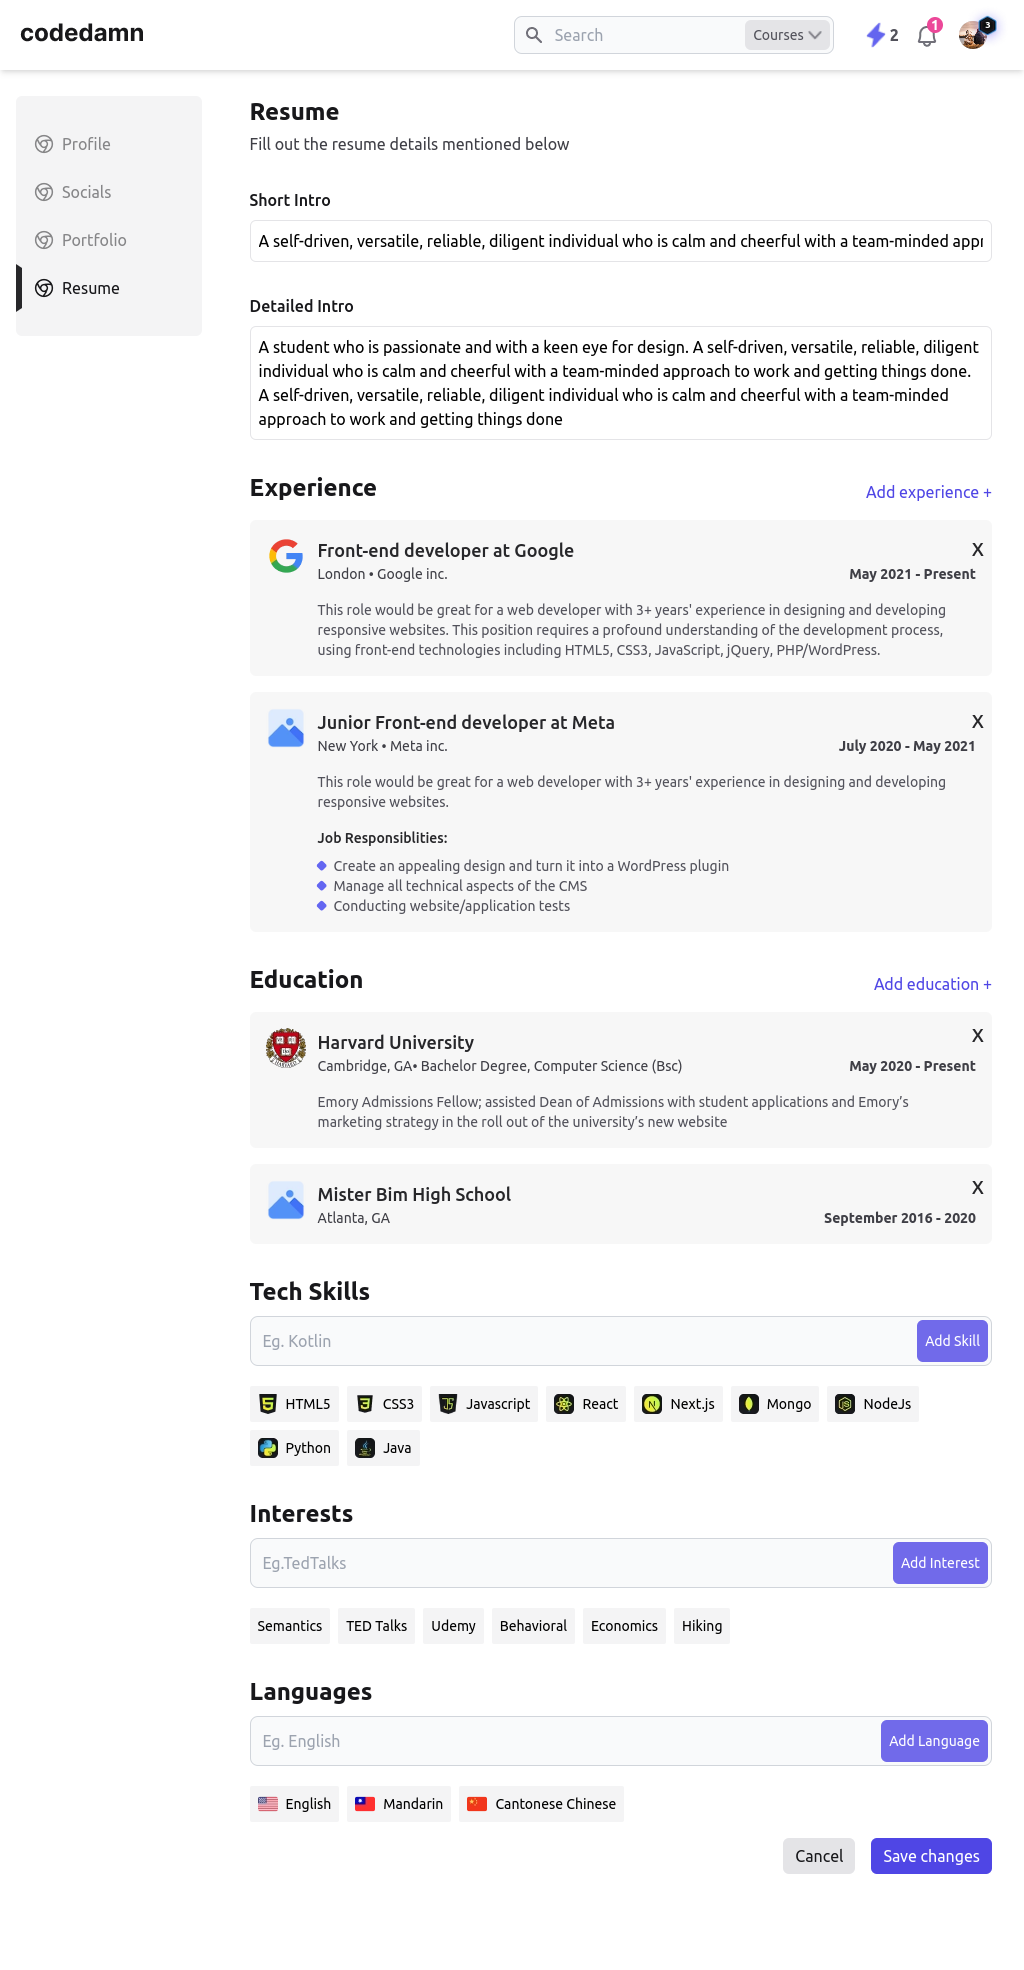 codedamn
Search
Courses
2
1
3
Profile
Socials
Portfolio
Resume
Resume
Fill out the resume details mentioned below
Short Intro
A self-driven, versatile, reliable, diligent individual who is calm and cheerful with a team-minded appr
Detailed Intro
A student who is passionate and with a keen eye for design. A self-driven, versatile, reliable, diligent
individual who is calm and cheerful with a team-minded approach to work and getting things done.
A self-driven, versatile, reliable, diligent individual who is calm and cheerful with a team-minded
approach to work and getting things done
Experience
Add experience +
Front-end developer at Google
X
London • Google inc.
May 2021 - Present
This role would be great for a web developer with 3+ years' experience in designing and developing
responsive websites. This position requires a profound understanding of the development process,
using front-end technologies including HTML5, CSS3, JavaScript, jQuery, PHP/WordPress.
Junior Front-end developer at Meta
X
New York • Meta inc.
July 2020 - May 2021
This role would be great for a web developer with 3+ years' experience in designing and developing
responsive websites.
Job Responsiblities:
Create an appealing design and turn it into a WordPress plugin
Manage all technical aspects of the CMS
Conducting website/application tests
Education
Add education +
Harvard University
X
Cambridge, GA• Bachelor Degree, Computer Science (Bsc)
May 2020 - Present
Emory Admissions Fellow; assisted Dean of Admissions with student applications and Emory’s
marketing strategy in the roll out of the university’s new website
Mister Bim High School
X
Atlanta, GA
September 2016 - 2020
Tech Skills
Eg. Kotlin
Add Skill
HTML5
CSS3
Javascript
React
Next.js
Mongo
NodeJs
Python
Java
Interests
Eg.TedTalks
Add Interest
Semantics
TED Talks
Udemy
Behavioral
Economics
Hiking
Languages
Eg. English
Add Language
English
Mandarin
Cantonese Chinese
Cancel
Save changes